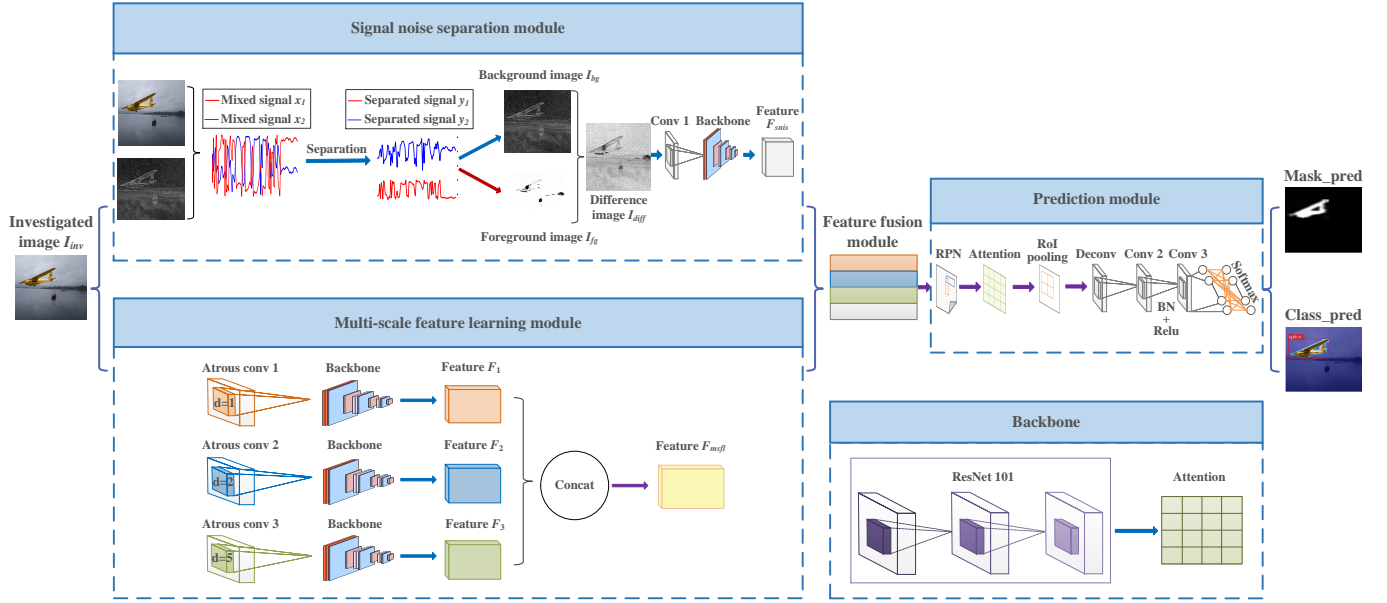 Signal noise separation module
Mixed signal x1
Mixed signal x2
Separation
Separated signal y1
Separated signal y2
Background image Ibg
Foreground image Ifg
Difference
image Idiff
Conv 1
Backbone
Feature
Fsnis
Investigated
image Iinv
Multi-scale feature learning module
Atrous conv 1
Backbone
Feature F1
d=1
Atrous conv 2
Backbone
Feature F2
d=2
Atrous conv 3
Backbone
Feature F3
d=5
Concat
Feature Fmsfl
Feature fusion
module
Prediction module
RPN
Attention
RoI
pooling
Deconv
Conv 2
Conv 3
BN
+
Relu
Softmax
Mask_pred
Class_pred
splice
Backbone
ResNet 101
Attention